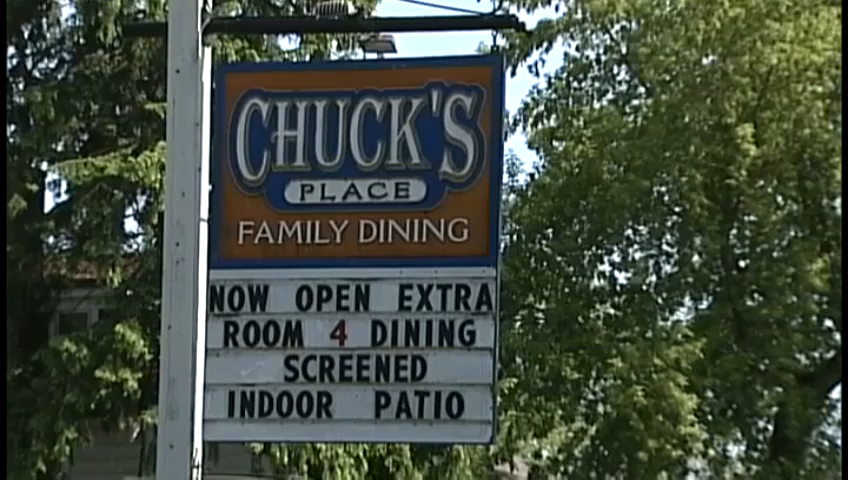 CHUCK'S
PLACE
FAMILY DINING
NOW OPEN EXTRA
ROOM 4 DINING
SCREENED
INDOOR PATIO